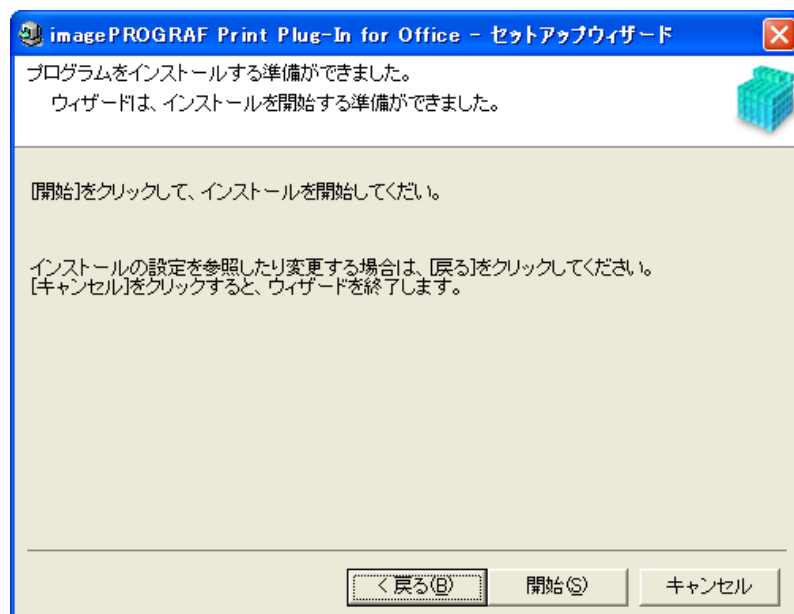 imagePROGRAF Print Plug-In for Office - セットアップウィザード
プログラムをインストールする準備ができました。
ウィザードは、インストールを開始する準備ができました。
[開始]をクリックして、インストールを開始してくだい。
インストールの設定を参照したり変更する場合は、[戻る]をクリックしてください。
[キャンセル]をクリックすると、ウィザードを終了します。
< 戻る(B) 開始(S) キャンセル